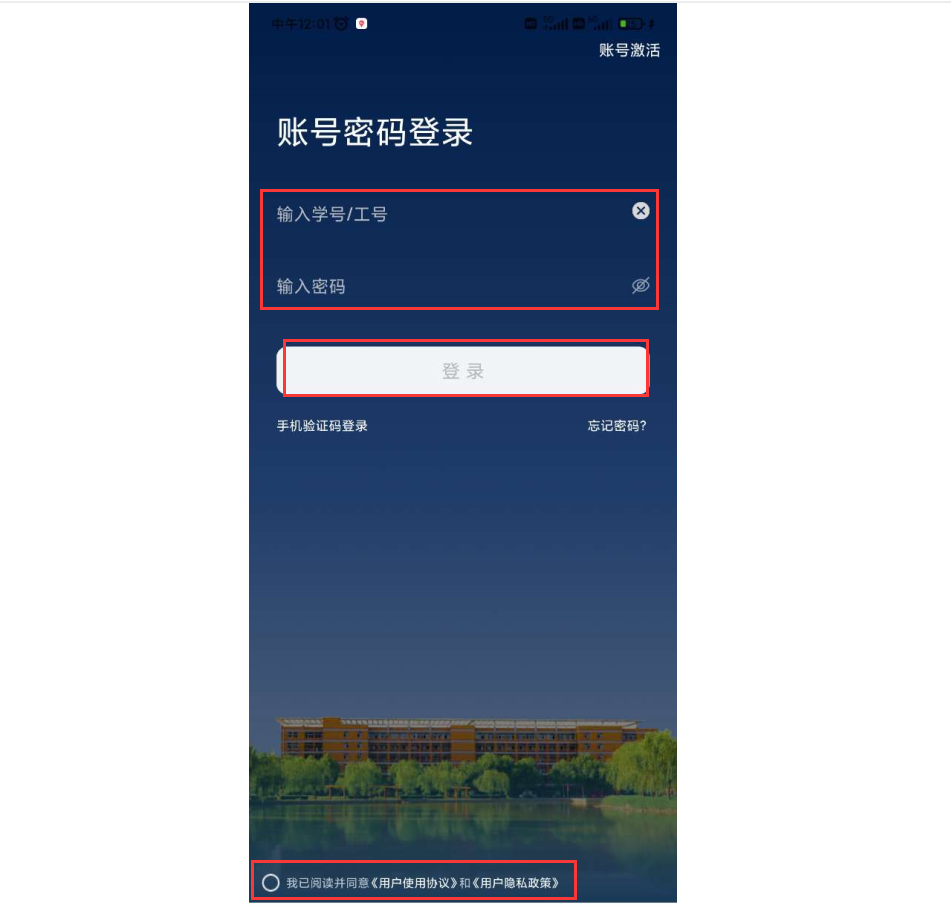 中午12:01
账号激活
账号密码登录
输入学号/工号
输入密码
登录
手机验证码登录
忘记密码?
我已阅读并同意《用户使用协议》和《用户隐私政策》